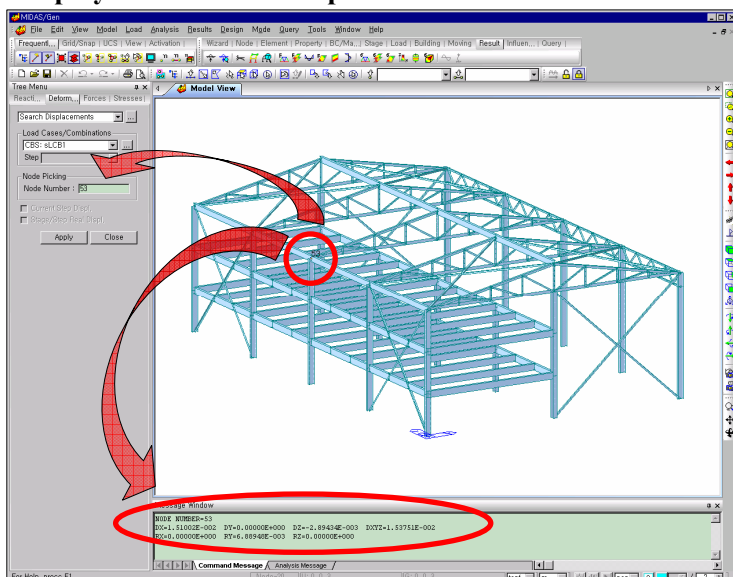 MIDAS/Gen
File Edit View Model Load Analysis Results Design Mode Query Tools Window Help
Frequentl... Grid/Snap UCS View Activation Wizard Node Element Property BC/Ma... Stage Load Building Moving Result Influen... Query
Tree Menu
Reacti... Deform... Forces Stresses
Model View
Search Displacements
Load Cases/Combinations
CBS: sLCB1
Step
Node Picking
Node Number : 53
Current Step Displ.
Stage/Step Real Displ.
Apply Close
53
Message Window
NODE NUMBER=53
DX=1.51002E-002 DY=0.00000E+000 DZ=-2.89434E-003 DXYZ=1.53751E-002
RX=0.00000E+000 RY=6.88948E-003 RZ=0.00000E+000
Command Message Analysis Message
For Help, press F1